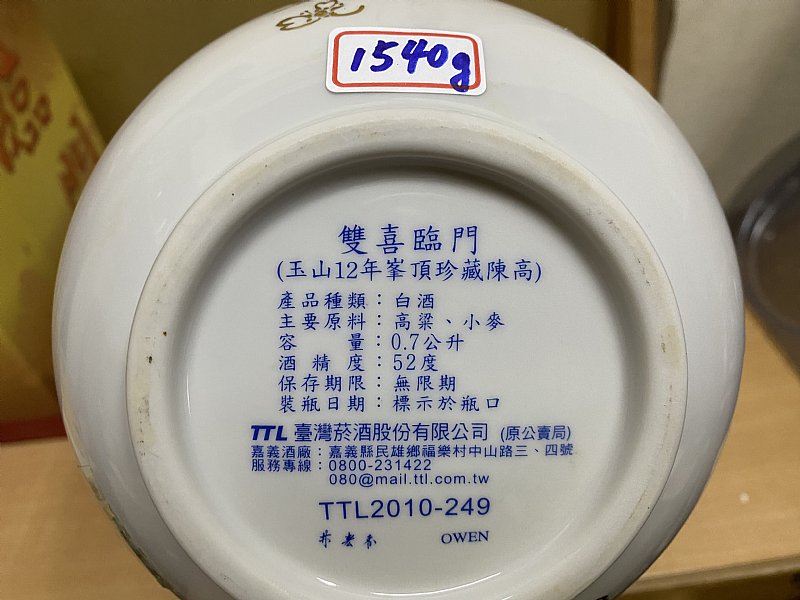 1540g
雙喜臨門
(玉山12年峯頂珍藏陳高)
產品種類：白酒
主要原料：高粱、小麥
容量：0.7公升
酒精度：52度
保存期限：無限期
裝瓶日期：標示於瓶口
TTL 臺灣菸酒股份有限公司 (原公賣局)
嘉義酒廠：嘉義縣民雄鄉福樂村中山路三、四號
服務專線：0800-231422
080@mail.ttl.com.tw
TTL2010-249
OWEN